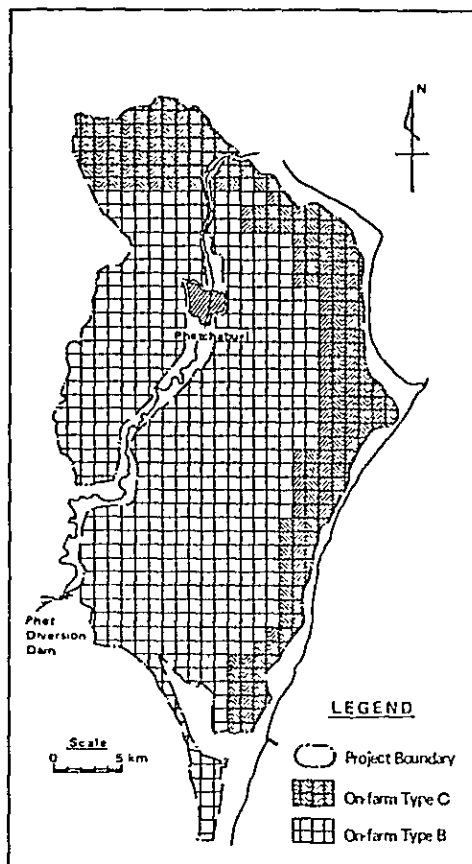 N
Phetchaburi
Phet
Diversion
Dam
Scale
0 5 km
LEGEND
Project Boundary
On-farm Type C
On-farm Type B